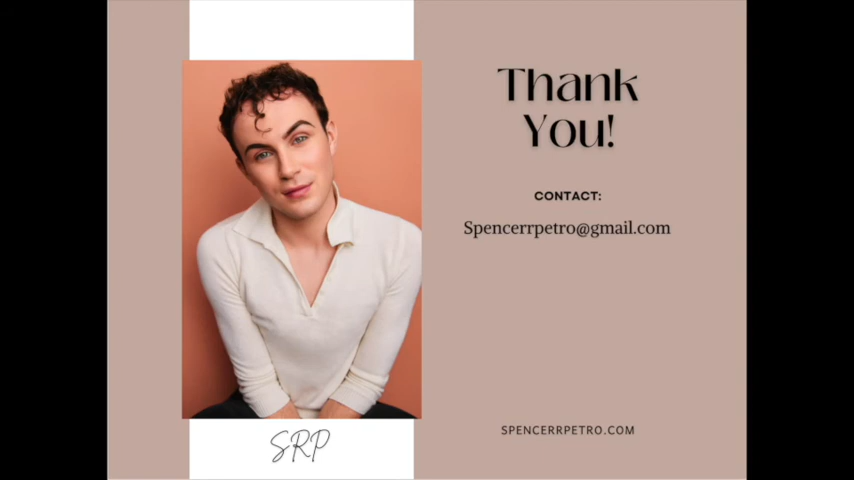 Thank
You!
CONTACT:
Spencerrpetro@gmail.com
SRP
SPENCERRPETRO.COM